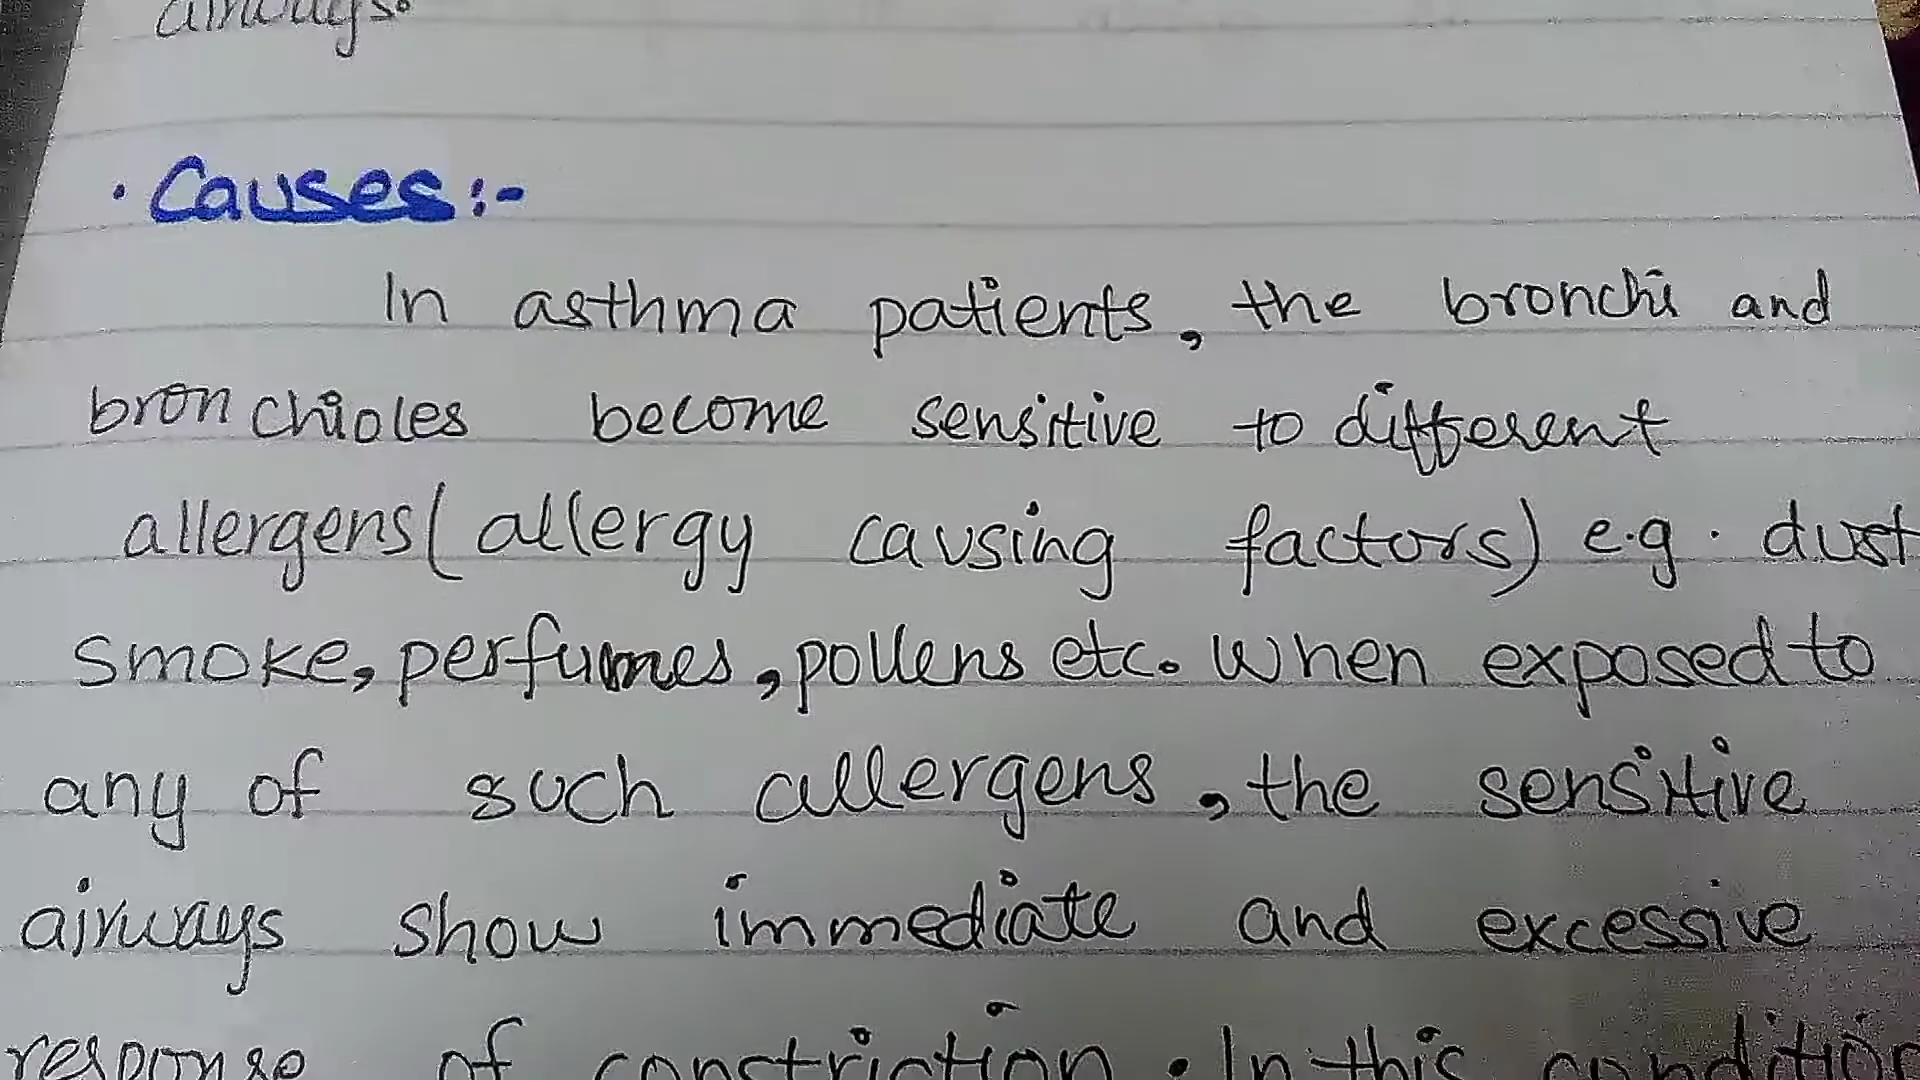 airways.
· Causes:-
In asthma patients, the bronchi and
bronchioles become sensitive to different
allergens (allergy causing factors) e.g. dust
smoke, perfumes, pollens etc. When exposed to
any of such allergens, the sensitive
airways show immediate and excessive
response of constriction. In this condition